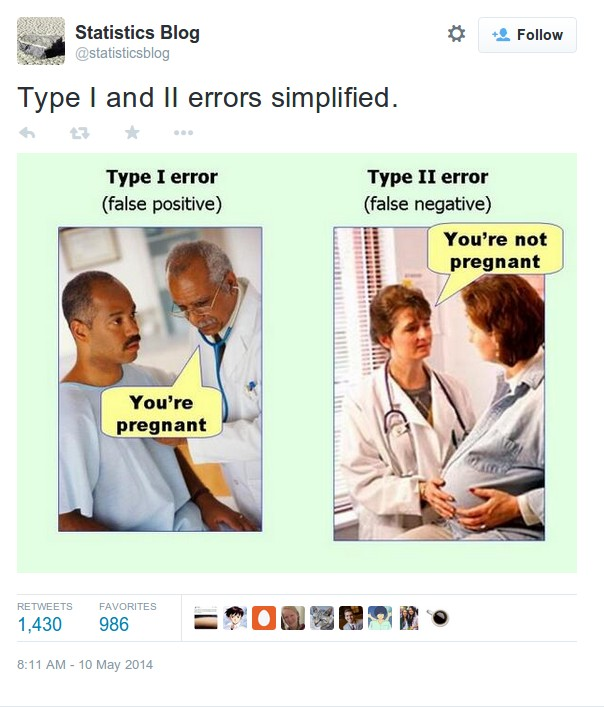 Statistics Blog
@statisticsblog
Follow
Type I and II errors simplified.
Type I error
(false positive)
Type II error
(false negative)
You're not
pregnant
You're
pregnant
RETWEETS
1,430
FAVORITES
986
8:11 AM - 10 May 2014